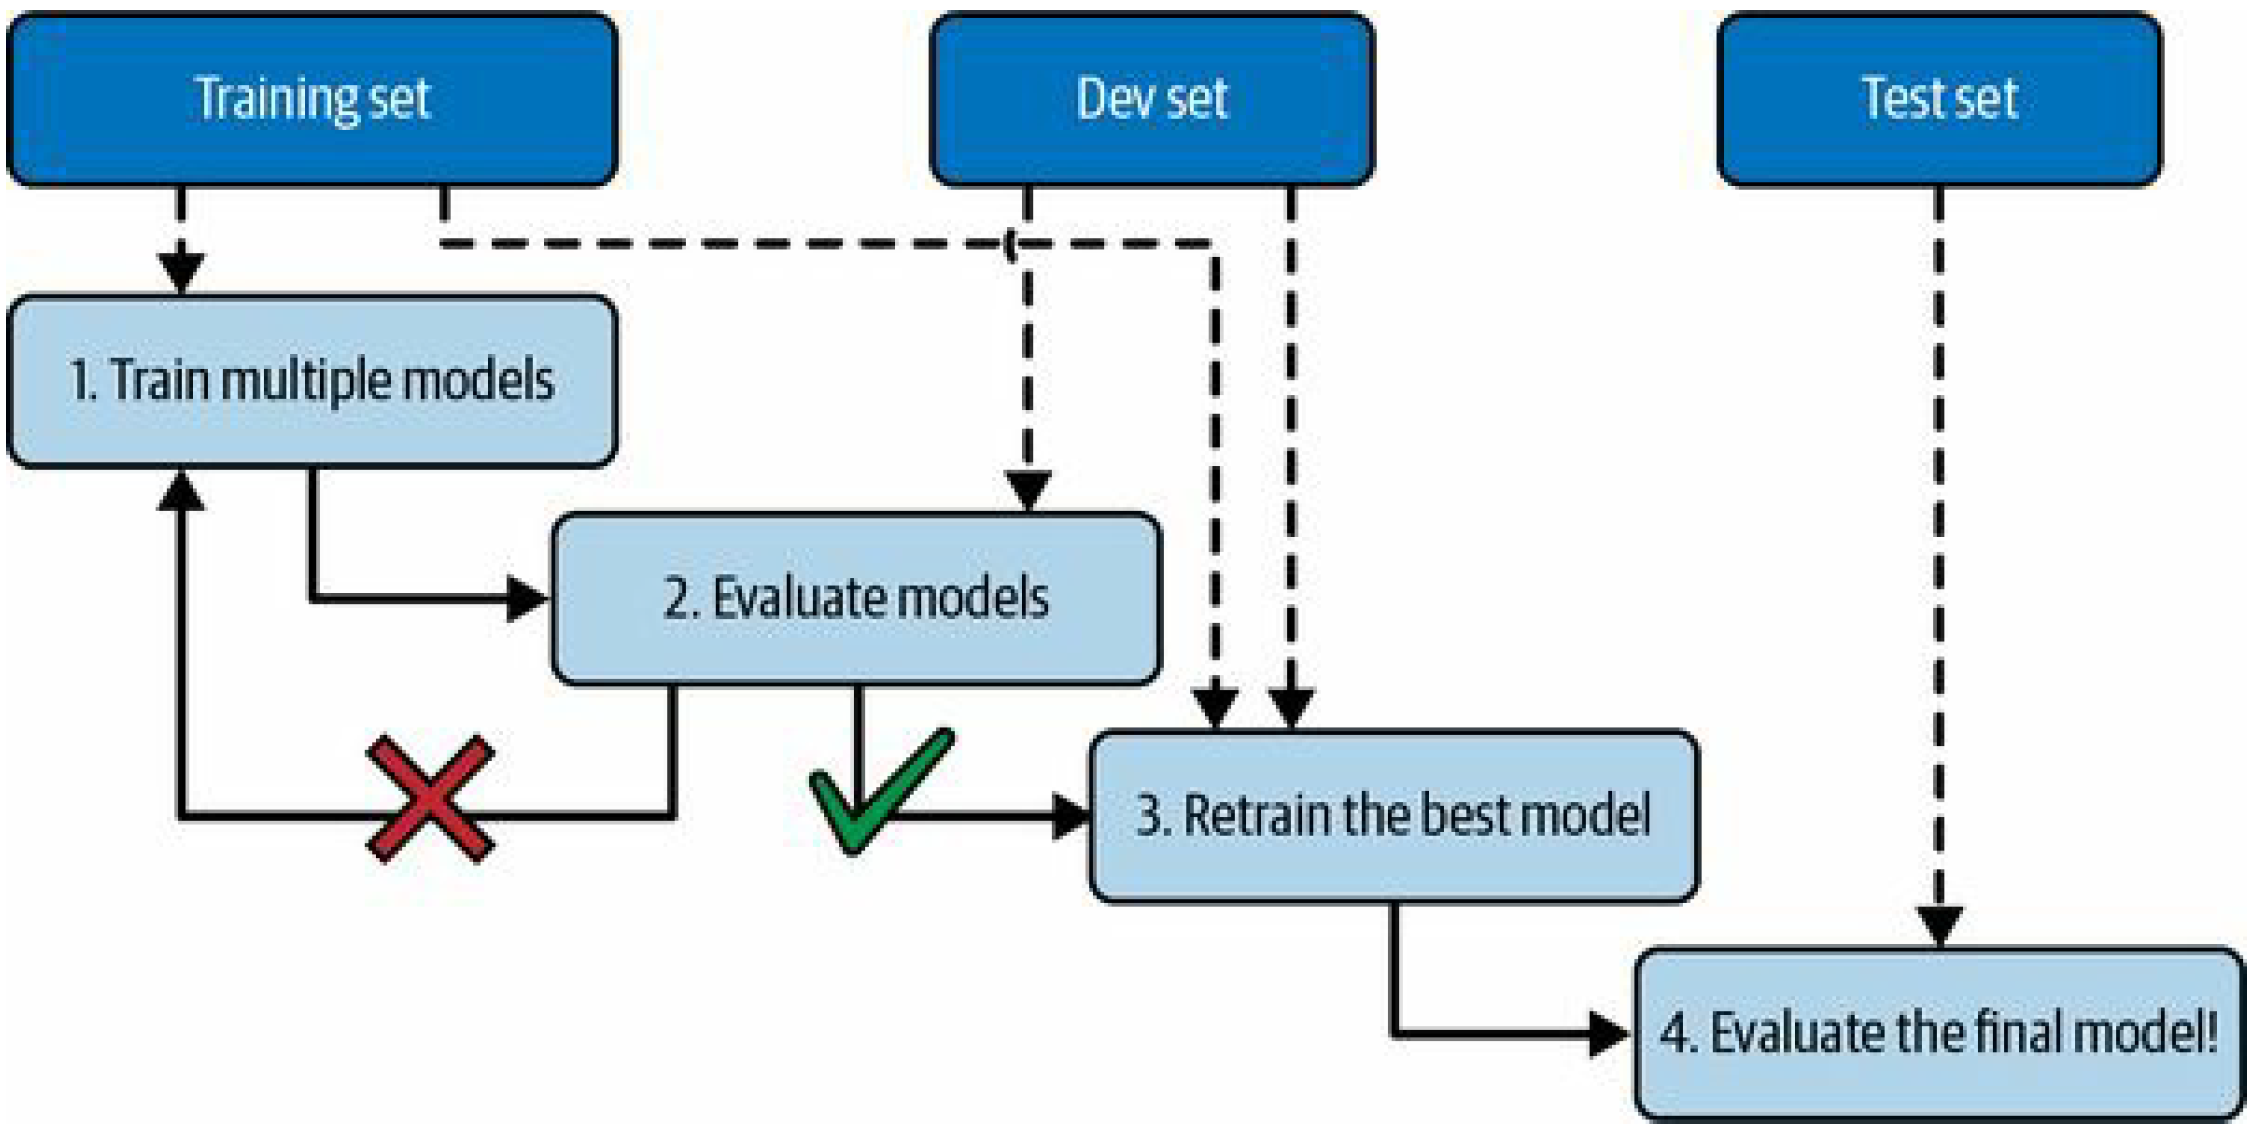 Training set
Dev set
Test set
1. Train multiple models
2. Evaluate models
3. Retrain the best model
4. Evaluate the final model!